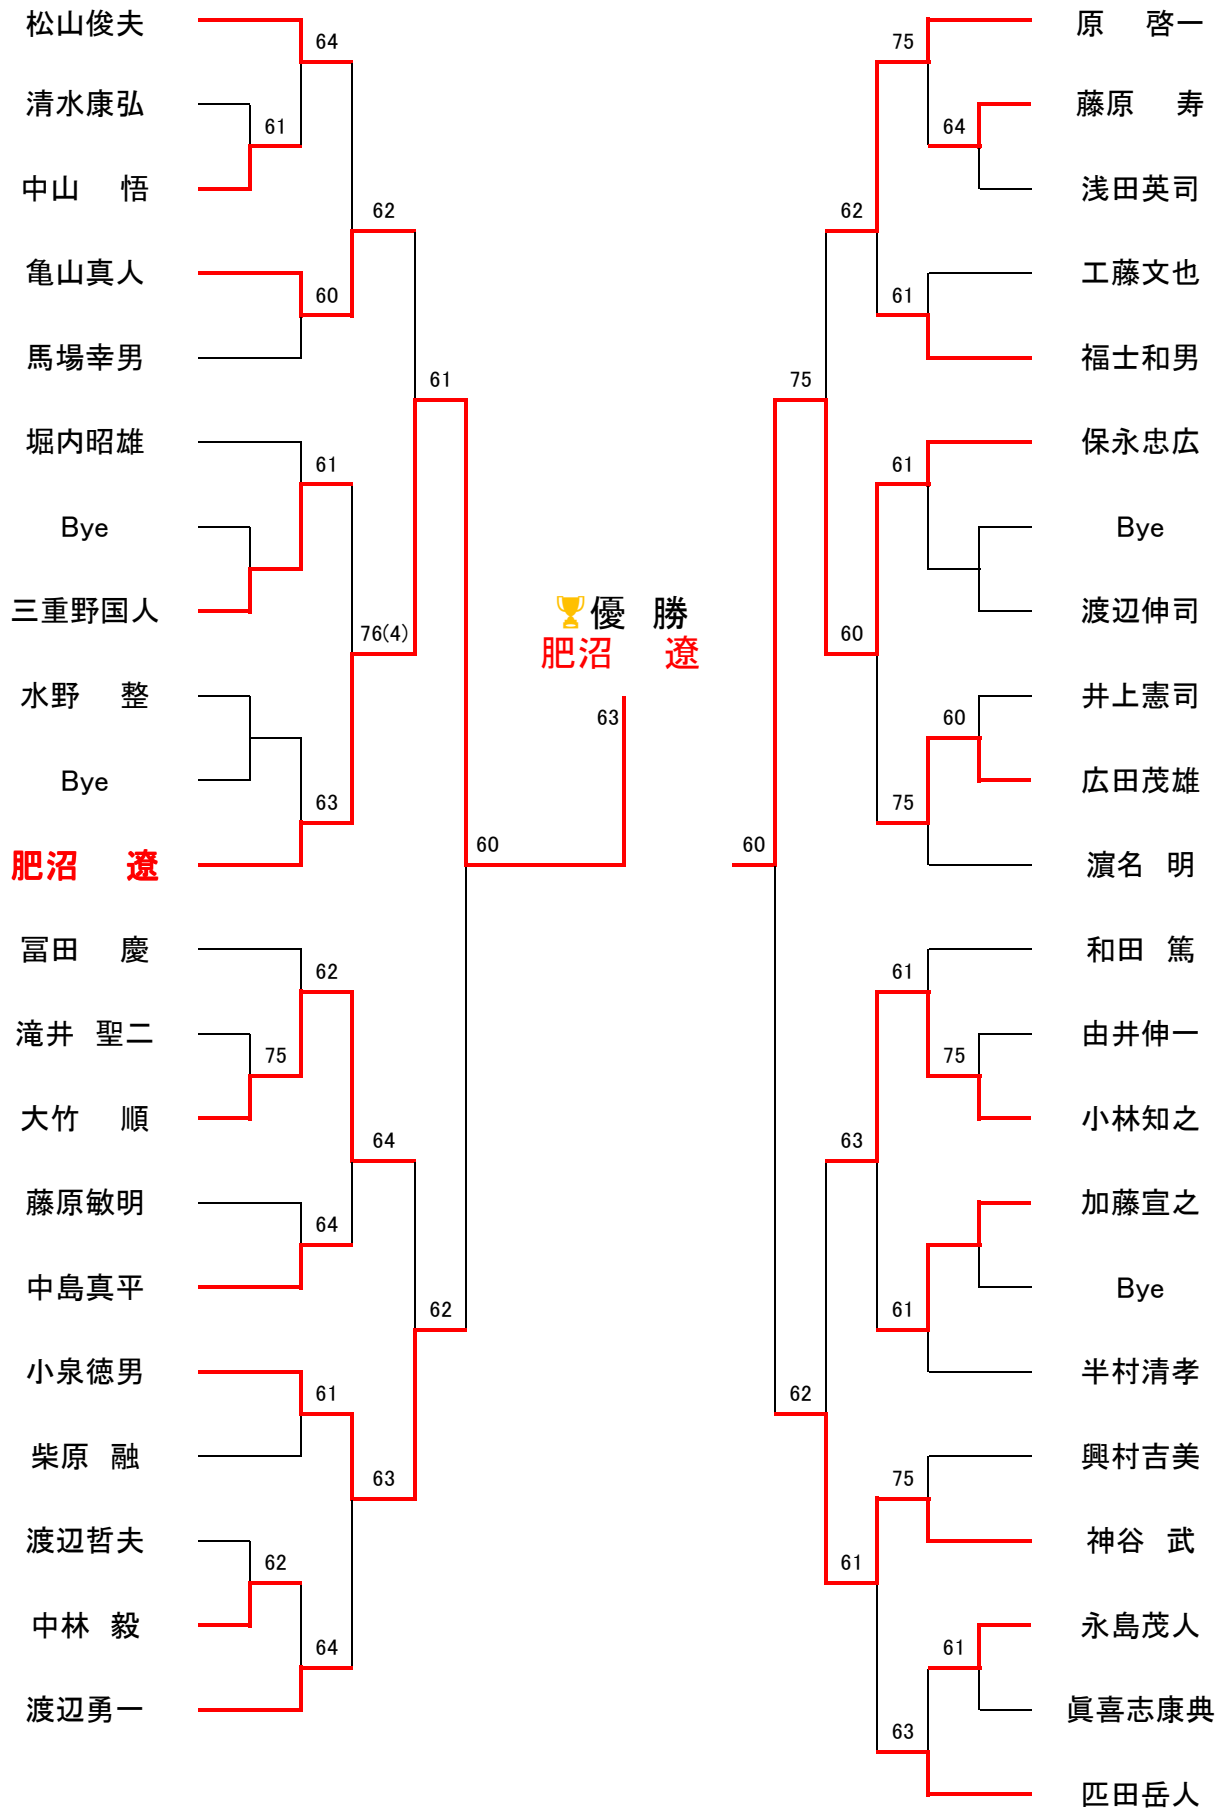 松山俊夫
64
清水康弘
61
中山 悟
62
亀山真人
60
馬場幸男
61
堀内昭雄
61
Bye
三重野国人
76(4)
水野 整
Bye
63
肥沼 遼
60
冨田 慶
62
滝井 聖二
75
大竹 順
64
藤原敏明
64
中島真平
62
小泉徳男
61
柴原 融
63
渡辺哲夫
62
中林 毅
64
渡辺勇一
優 勝
肥沼 遼
63
原 啓一
75
藤原 寿
64
浅田英司
62
工藤文也
61
福士和男
75
保永忠広
61
Bye
渡辺伸司
60
井上憲司
60
広田茂雄
75
濵名 明
60
和田 篤
61
由井伸一
75
小林知之
63
加藤宣之
Bye
61
半村清孝
62
興村吉美
75
神谷 武
61
永島茂人
61
眞喜志康典
63
匹田岳人